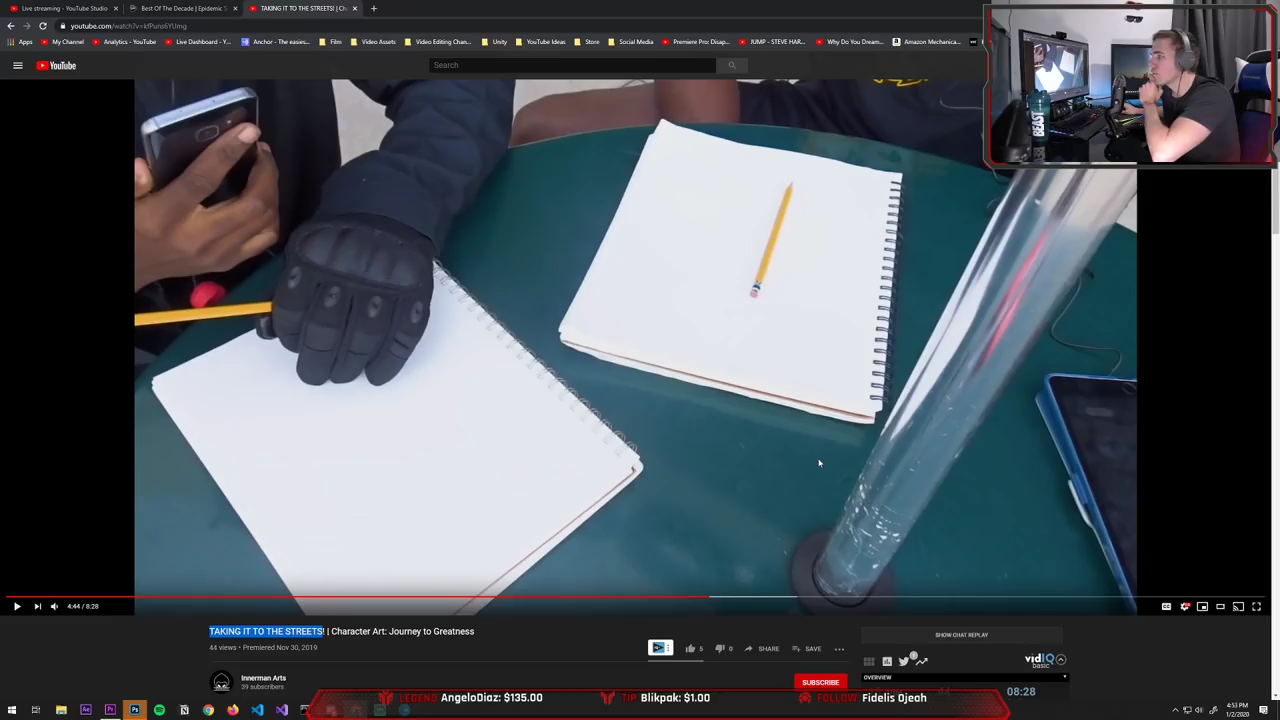 Live streaming - YouTube Studio
Best Of The Decade | Epidemic S
TAKING IT TO THE STREETS! | Ch
youtube.com/watch?v=kfPuns6YUmg
Apps
My Channel
Analytics - YouTube
Live Dashboard - Y...
Anchor - The easies...
Film
Video Assets
Video Editing Chan...
Unity
YouTube Ideas
Store
Social Media
Premiere Pro: Disap...
JUMP - STEVE HAR...
Why Do You Dream...
Amazon Mechanica...
YouTube
Search
BEAST
4:44 / 8:28
TAKING IT TO THE STREETS! | Character Art: Journey to Greatness
44 views • Premiered Nov 30, 2019
5
0
SHARE
SAVE
SHOW CHAT REPLAY
0
vidIQ
basic
OVERVIEW
08:28
Innerman Arts
39 subscribers
SUBSCRIBE
LEGEND AngeloDiaz: $135.00
TIP Blikpak: $1.00
FOLLOW Fidelis Djeah
4:53 PM
1/2/2020